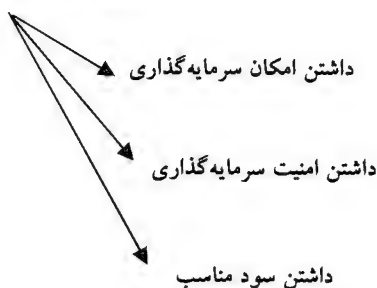 داشتن امکان سرمایه‌گذاری
داشتن امنیت سرمایه‌گذاری
داشتن سود مناسب